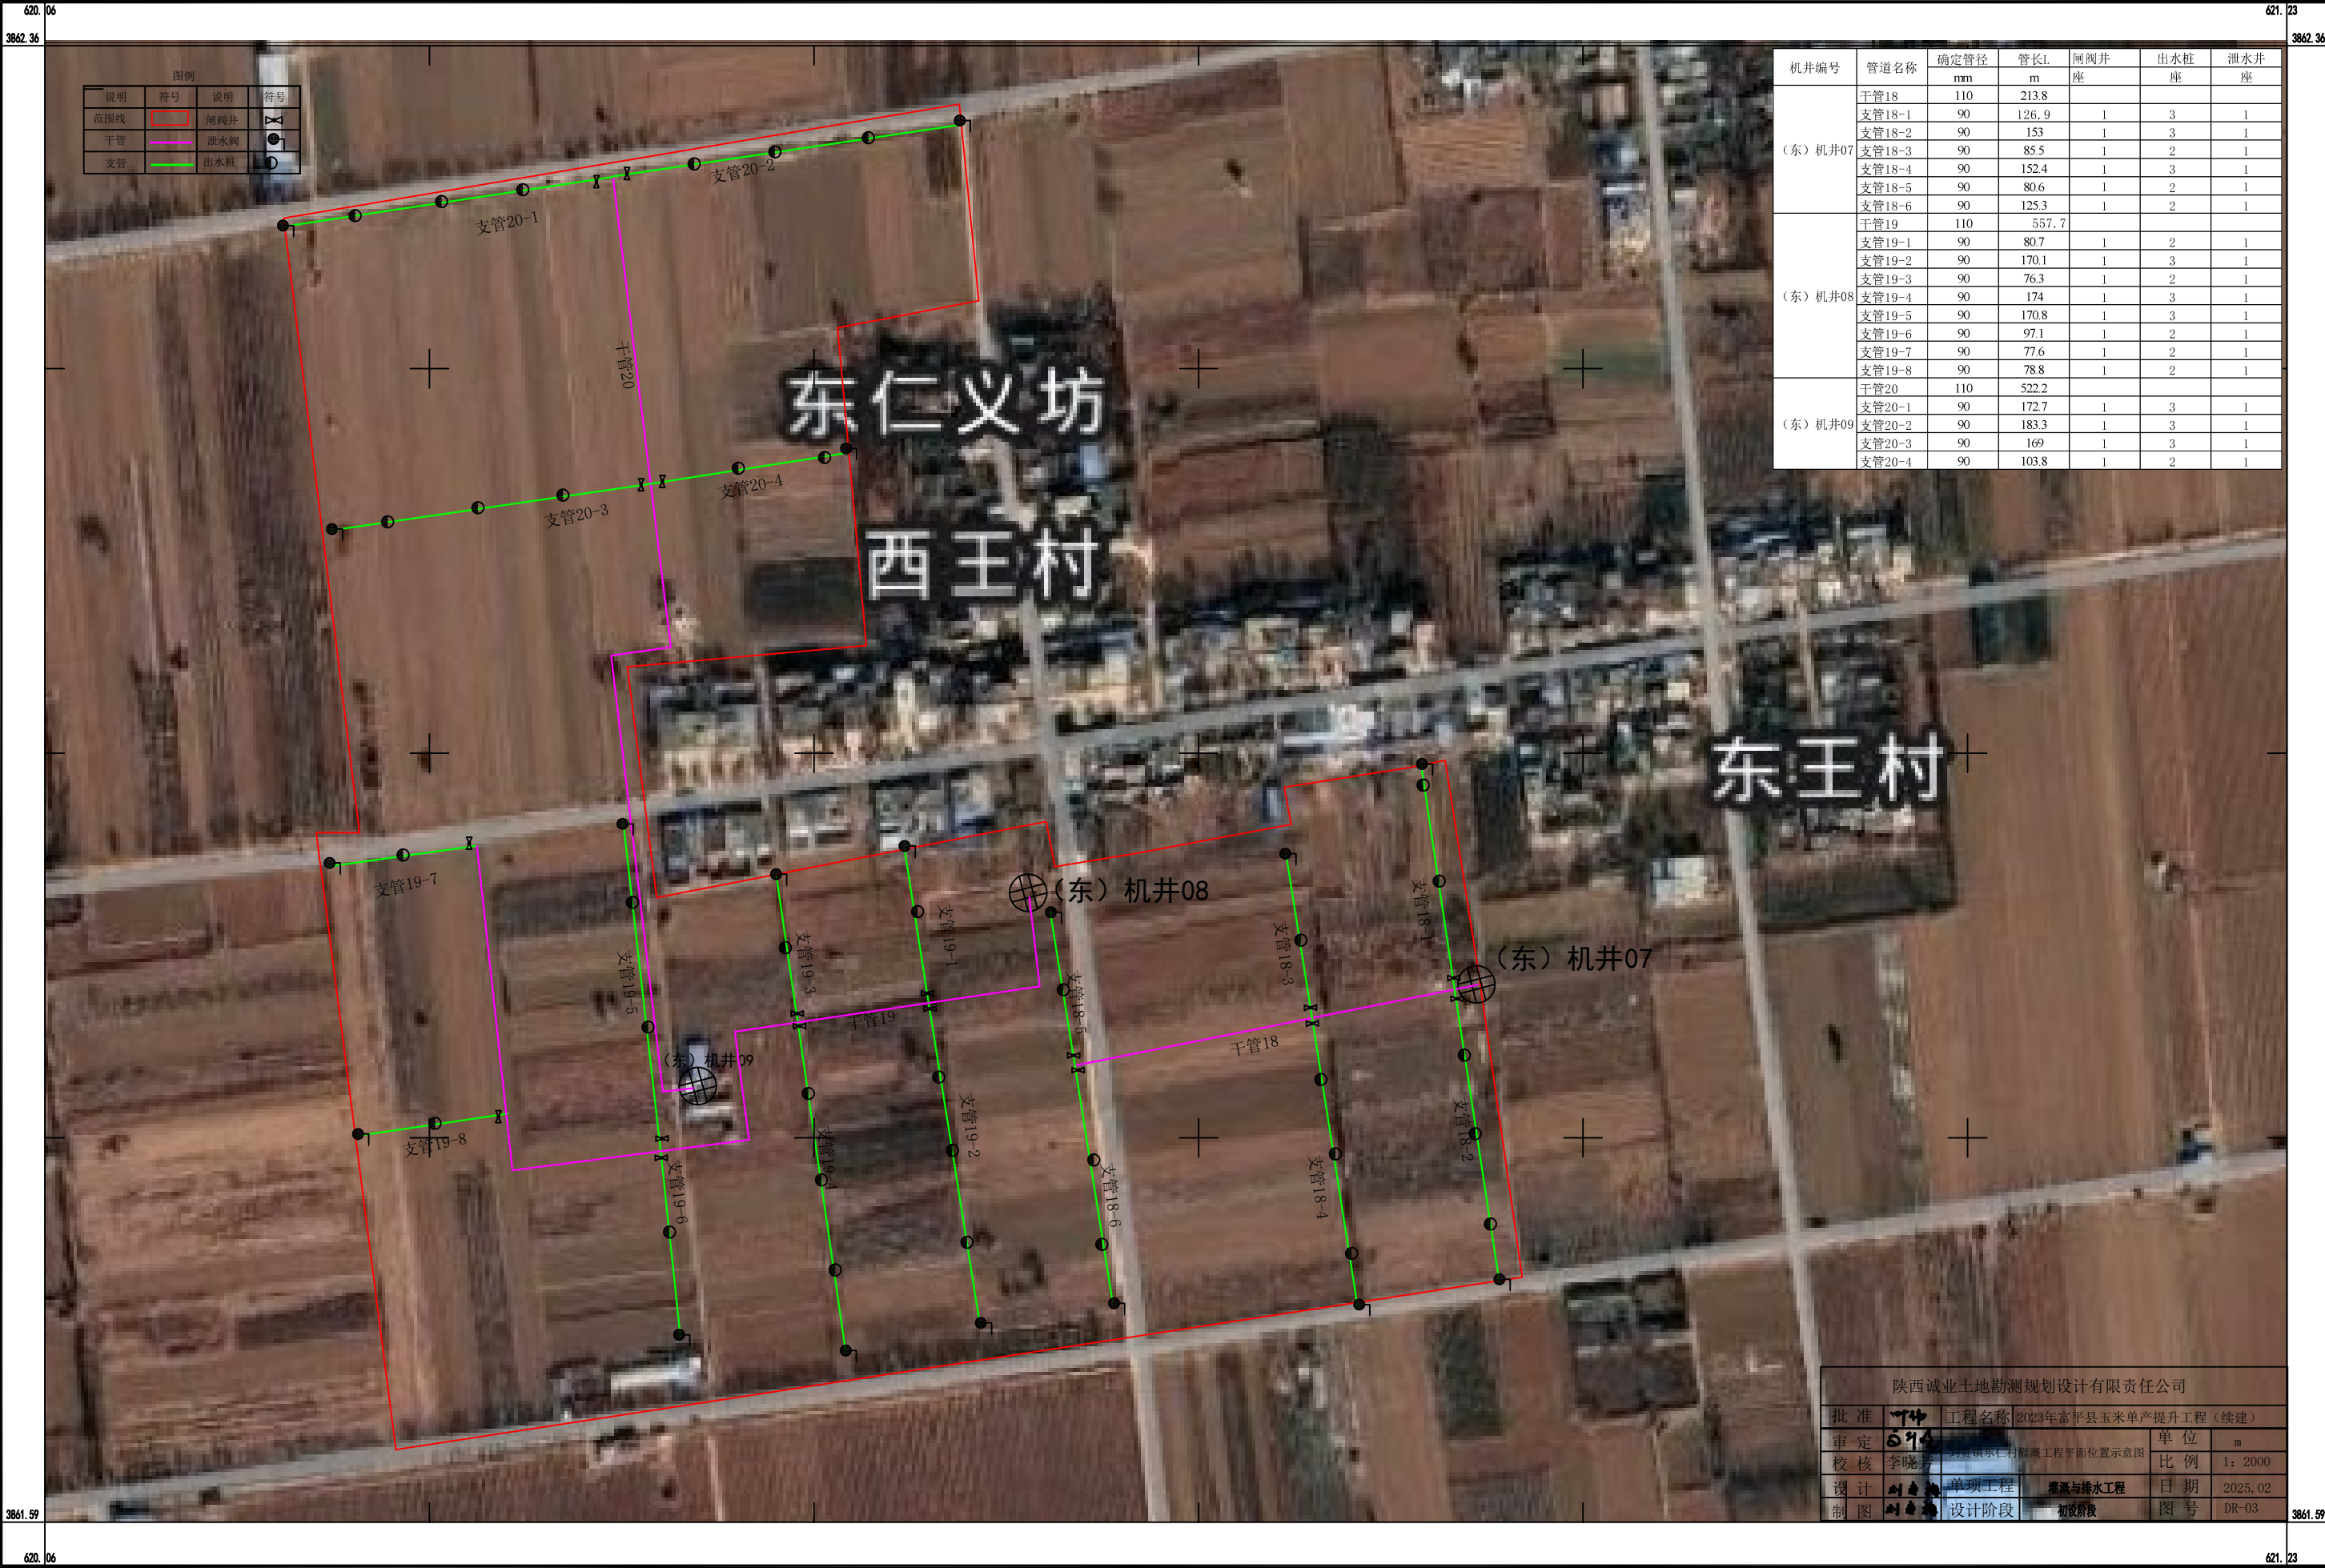 620. 06
621. 23
3862. 36
3862. 36
图例
说明 符号 说明 符号
范围线 闸阀井
干管 泄水阀
支管 出水桩
机井编号 管道名称 确定管径 管长L 闸阀井 出水桩 泄水井
mm m 座 座 座
(东)机井07
干管18 110 213.8
支管18-1 90 126.9 1 3 1
支管18-2 90 153 1 3 1
支管18-3 90 85.5 1 2 1
支管18-4 90 152.4 1 3 1
支管18-5 90 80.6 1 2 1
支管18-6 90 125.3 1 2 1
(东)机井08
干管19 110 557.7
支管19-1 90 80.7 1 2 1
支管19-2 90 170.1 1 3 1
支管19-3 90 76.3 1 2 1
支管19-4 90 174 1 3 1
支管19-5 90 170.8 1 3 1
支管19-6 90 97.1 1 2 1
支管19-7 90 77.6 1 2 1
支管19-8 90 78.8 1 2 1
(东)机井09
干管20 110 522.2
支管20-1 90 172.7 1 3 1
支管20-2 90 183.3 1 3 1
支管20-3 90 169 1 3 1
支管20-4 90 103.8 1 2 1
支管20-2
支管20-1
干管20
东仁义坊
支管20-4
支管20-3
西王村
东王村
支管19-7
(东)机井08
支管18-1
支管19-1
支管19-3
支管18-3
(东)机井07
支管19-5
支管18-5
干管19
干管18
(东)机井09
支管19-8
支管19-4
支管19-2
支管18-2
支管19-6
支管18-6
支管18-4
陕西诚业土地勘测规划设计有限责任公司
批准 工程名称 2023年富平县玉米单产提升工程(续建)
审定 灌溉工程平面位置示意图 单位 m
校核 李晓芳 比例 1:2000
设计 单项工程 灌溉与排水工程 日期 2025.02
制图 设计阶段 初设阶段 图号 DR-03
3861.59
3861.59
620. 06
621. 23